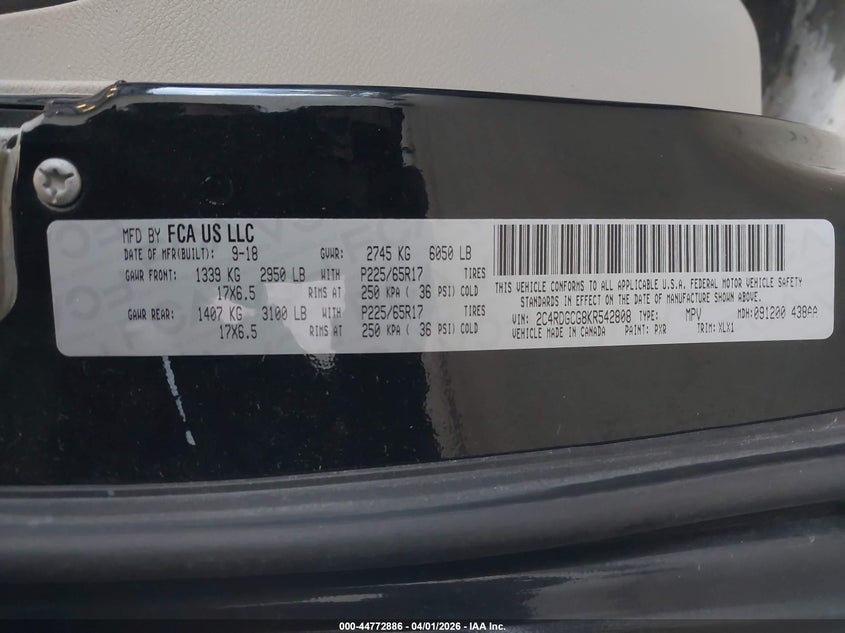 MFD BY FCA US LLC
DATE OF MFR(BUILT): 9-18 GVWR: 2745 KG 6050 LB
GAWR FRONT: 1339 KG 2950 LB WITH P225/65R17 TIRES
17X6.5 RIMS AT 250 KPA ( 36 PSI) COLD
GAWR REAR: 1407 KG 3100 LB WITH P225/65R17 TIRES
17X6.5 RIMS AT 250 KPA ( 36 PSI) COLD
THIS VEHICLE CONFORMS TO ALL APPLICABLE U.S.A. FEDERAL MOTOR VEHICLE SAFETY
STANDARDS IN EFFECT ON THE DATE OF MANUFACTURE SHOWN ABOVE.
VIN: 2C4RDGCG8KR542808 TYPE: MPV MDH:091200 438AA
VEHICLE MADE IN CANADA PAINT: PXR TRIM: XLX1
000-44772886 - 04/01/2026 - IAA Inc.